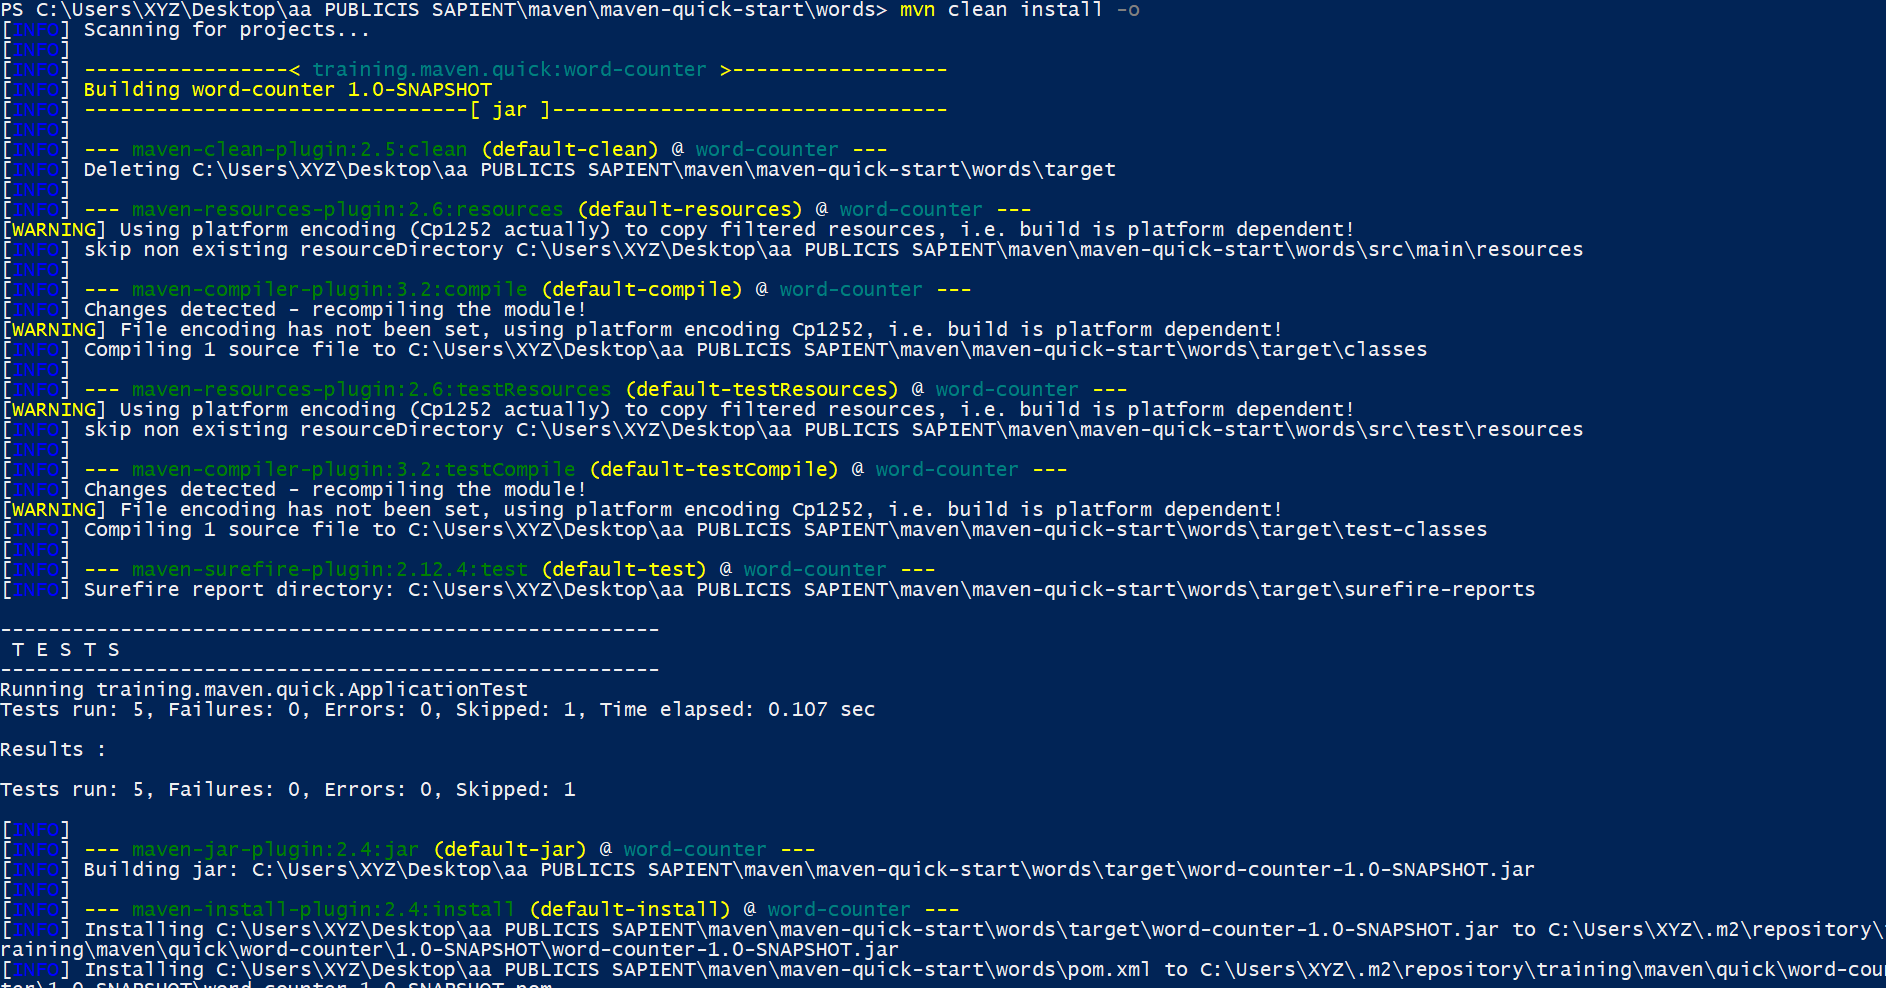 PS C:\Users\XYZ\Desktop\aa PUBLICIS SAPIENT\maven\maven-quick-start\words> mvn clean install -o
[INFO] Scanning for projects...
[INFO]
[INFO] -----------------< training.maven.quick:word-counter >------------------
[INFO] Building word-counter 1.0-SNAPSHOT
[INFO] --------------------------------[ jar ]---------------------------------
[INFO]
[INFO] --- maven-clean-plugin:2.5:clean (default-clean) @ word-counter ---
[INFO] Deleting C:\Users\XYZ\Desktop\aa PUBLICIS SAPIENT\maven\maven-quick-start\words\target
[INFO]
[INFO] --- maven-resources-plugin:2.6:resources (default-resources) @ word-counter ---
[WARNING] Using platform encoding (Cp1252 actually) to copy filtered resources, i.e. build is platform dependent!
[INFO] skip non existing resourceDirectory C:\Users\XYZ\Desktop\aa PUBLICIS SAPIENT\maven\maven-quick-start\words\src\main\resources
[INFO]
[INFO] --- maven-compiler-plugin:3.2:compile (default-compile) @ word-counter ---
[INFO] Changes detected - recompiling the module!
[WARNING] File encoding has not been set, using platform encoding Cp1252, i.e. build is platform dependent!
[INFO] Compiling 1 source file to C:\Users\XYZ\Desktop\aa PUBLICIS SAPIENT\maven\maven-quick-start\words\target\classes
[INFO]
[INFO] --- maven-resources-plugin:2.6:testResources (default-testResources) @ word-counter ---
[WARNING] Using platform encoding (Cp1252 actually) to copy filtered resources, i.e. build is platform dependent!
[INFO] skip non existing resourceDirectory C:\Users\XYZ\Desktop\aa PUBLICIS SAPIENT\maven\maven-quick-start\words\src\test\resources
[INFO]
[INFO] --- maven-compiler-plugin:3.2:testCompile (default-testCompile) @ word-counter ---
[INFO] Changes detected - recompiling the module!
[WARNING] File encoding has not been set, using platform encoding Cp1252, i.e. build is platform dependent!
[INFO] Compiling 1 source file to C:\Users\XYZ\Desktop\aa PUBLICIS SAPIENT\maven\maven-quick-start\words\target\test-classes
[INFO]
[INFO] --- maven-surefire-plugin:2.12.4:test (default-test) @ word-counter ---
[INFO] Surefire report directory: C:\Users\XYZ\Desktop\aa PUBLICIS SAPIENT\maven\maven-quick-start\words\target\surefire-reports
-------------------------------------------------------
 T E S T S
-------------------------------------------------------
Running training.maven.quick.ApplicationTest
Tests run: 5, Failures: 0, Errors: 0, Skipped: 1, Time elapsed: 0.107 sec
Results :
Tests run: 5, Failures: 0, Errors: 0, Skipped: 1
[INFO]
[INFO] --- maven-jar-plugin:2.4:jar (default-jar) @ word-counter ---
[INFO] Building jar: C:\Users\XYZ\Desktop\aa PUBLICIS SAPIENT\maven\maven-quick-start\words\target\word-counter-1.0-SNAPSHOT.jar
[INFO]
[INFO] --- maven-install-plugin:2.4:install (default-install) @ word-counter ---
[INFO] Installing C:\Users\XYZ\Desktop\aa PUBLICIS SAPIENT\maven\maven-quick-start\words\target\word-counter-1.0-SNAPSHOT.jar to C:\Users\XYZ\.m2\repository\t
raining\maven\quick\word-counter\1.0-SNAPSHOT\word-counter-1.0-SNAPSHOT.jar
[INFO] Installing C:\Users\XYZ\Desktop\aa PUBLICIS SAPIENT\maven\maven-quick-start\words\pom.xml to C:\Users\XYZ\.m2\repository\training\maven\quick\word-coun
ter\1.0-SNAPSHOT\word-counter-1.0-SNAPSHOT.pom